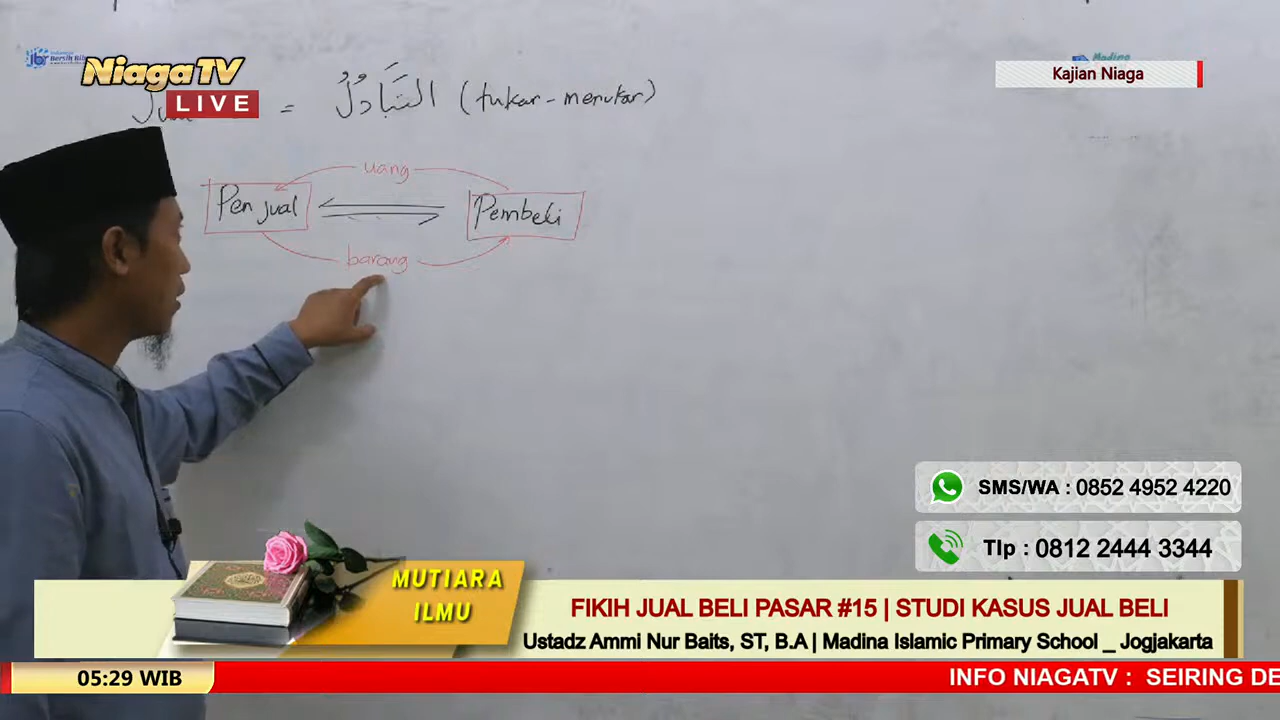 NiagaTV
LIVE
Kajian Niaga
= التَّبَادُلُ (tukar-menukar)
uang
Penjual
Pembeli
barang
SMS/WA : 0852 4952 4220
Tlp : 0812 2444 3344
MUTIARA
ILMU
FIKIH JUAL BELI PASAR #15 | STUDI KASUS JUAL BELI
Ustadz Ammi Nur Baits, ST, B.A | Madina Islamic Primary School _ Jogjakarta
05:29 WIB
INFO NIAGATV : SEIRING DE